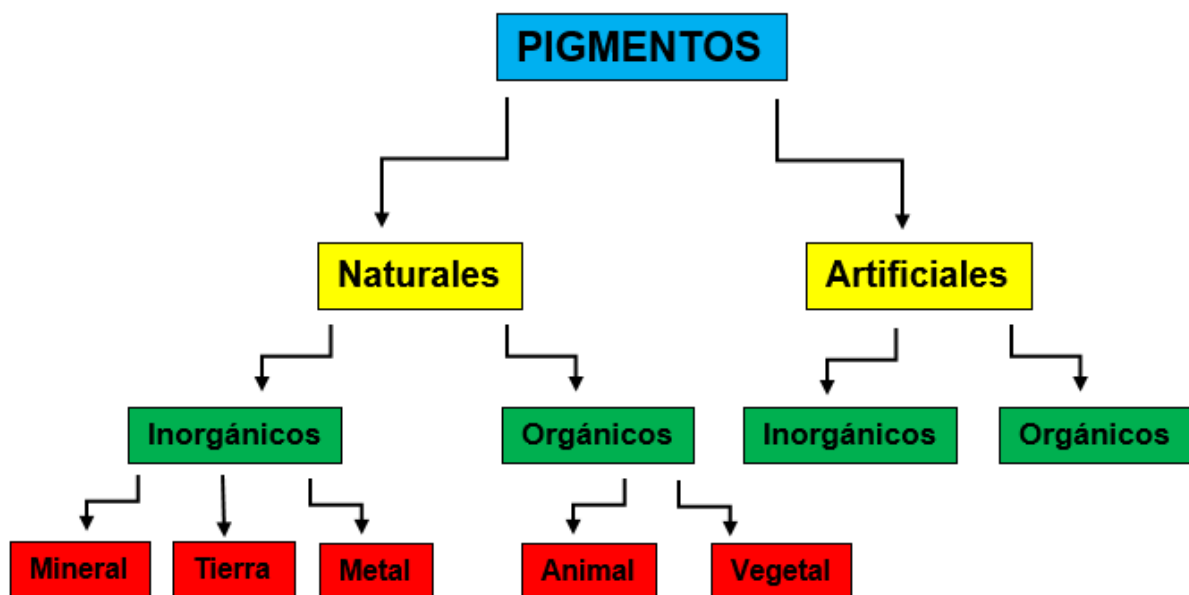 PIGMENTOS
Naturales
Artificiales
Inorgánicos
Orgánicos
Inorgánicos
Orgánicos
Mineral
Tierra
Metal
Animal
Vegetal